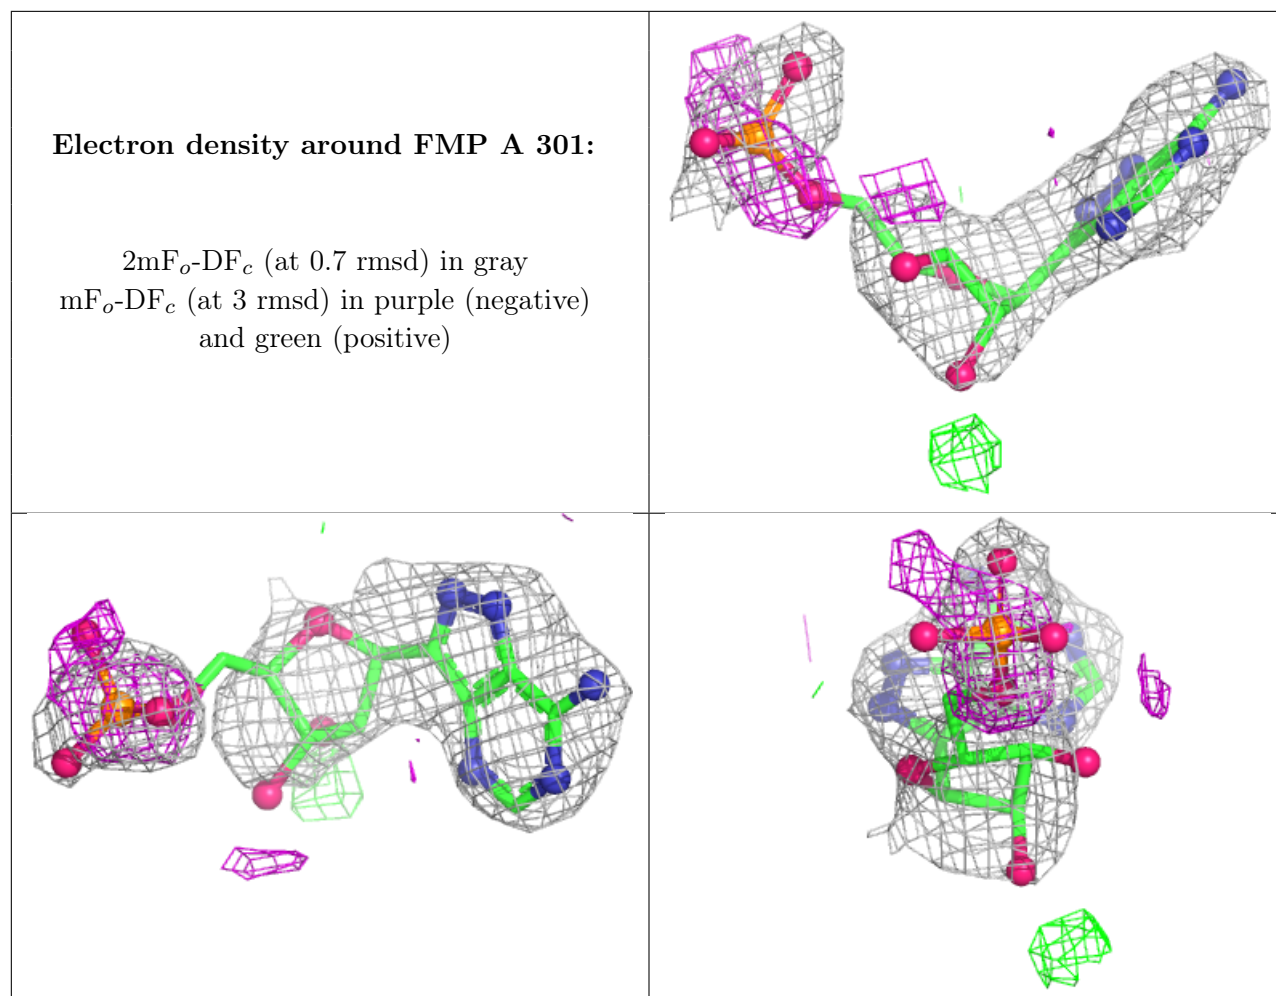 Electron density around FMP A 301:
2mFo-DFc (at 0.7 rmsd) in gray
mFo-DFc (at 3 rmsd) in purple (negative)
and green (positive)